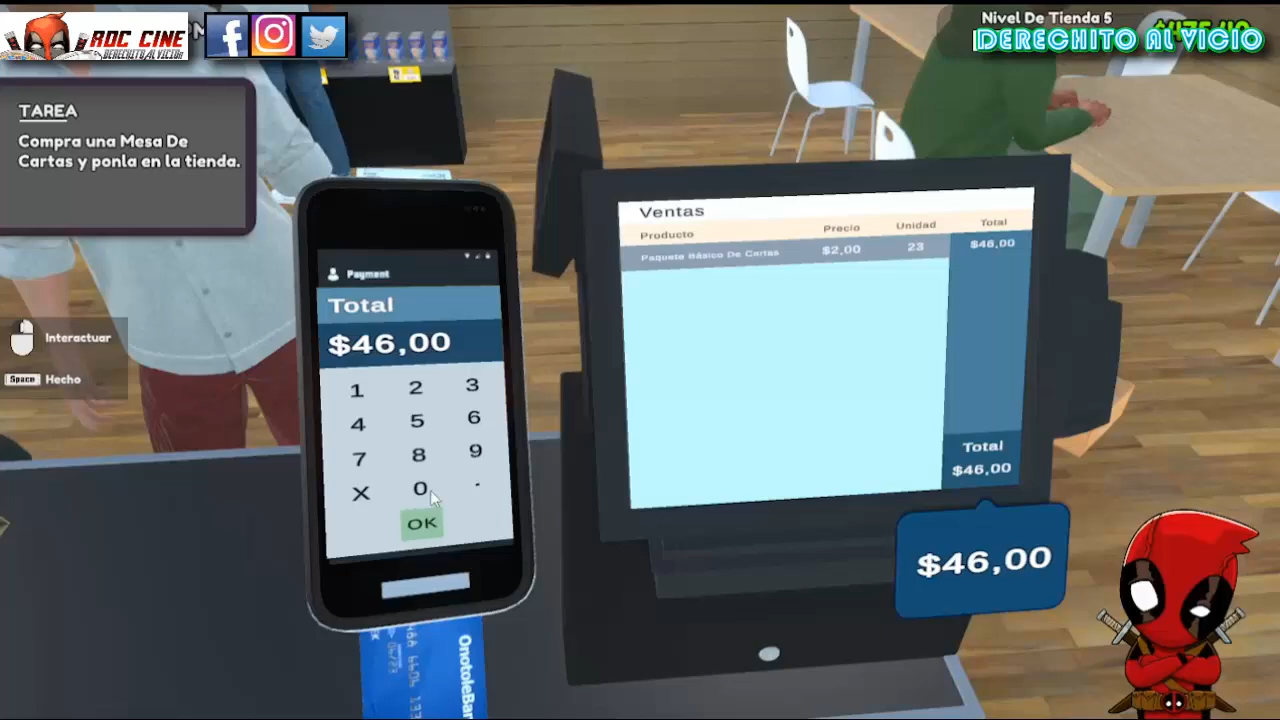 RDC CINE
DERECHITO AL VICIO
Nivel De Tienda 5
DERECHITO AL VICIO
TAREA
Compra una Mesa De
Cartas y ponla en la tienda.
Interactuar
Space Hecho
Payment
Total
$46,00
1 2 3
4 5 6
7 8 9
X 0 .
OK
Ventas
Producto Precio Unidad Total
Paquete Básico De Cartas $2,00 23 $46,00
Total
$46,00
$46,00